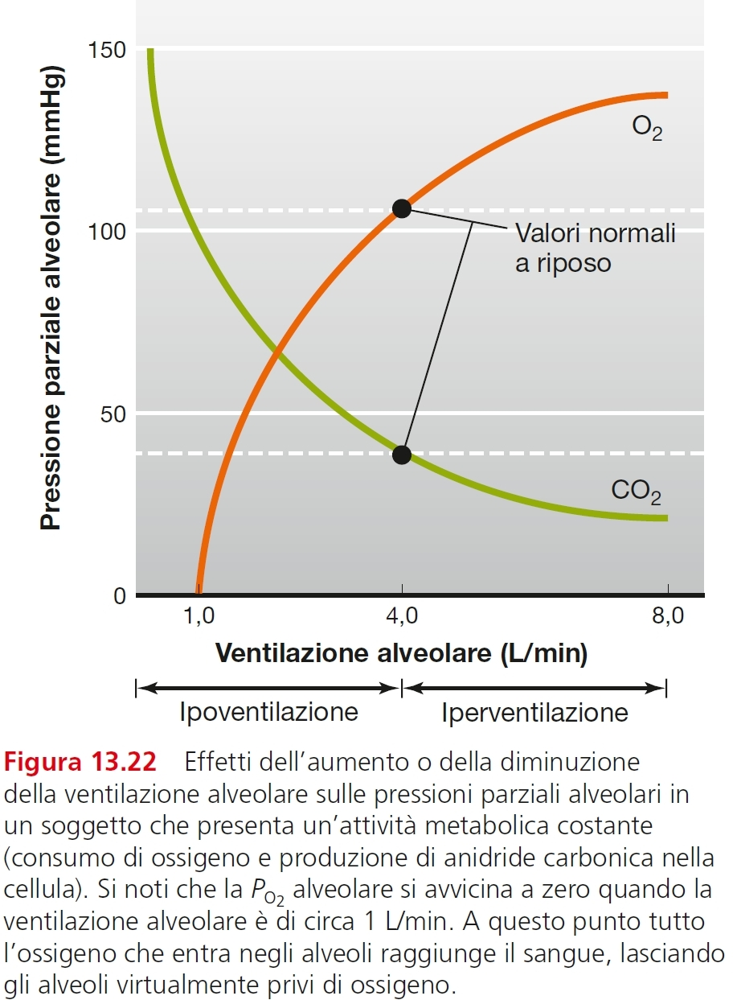 150
O2
100
Valori normali
a riposo
50
CO2
0
Pressione parziale alveolare (mmHg)
1,0 4,0 8,0
Ventilazione alveolare (L/min)
Ipoventilazione Iperventilazione
Figura 13.22 Effetti dell’aumento o della diminuzione
della ventilazione alveolare sulle pressioni parziali alveolari in
un soggetto che presenta un’attività metabolica costante
(consumo di ossigeno e produzione di anidride carbonica nella
cellula). Si noti che la PO2 alveolare si avvicina a zero quando la
ventilazione alveolare è di circa 1 L/min. A questo punto tutto
l’ossigeno che entra negli alveoli raggiunge il sangue, lasciando
gli alveoli virtualmente privi di ossigeno.